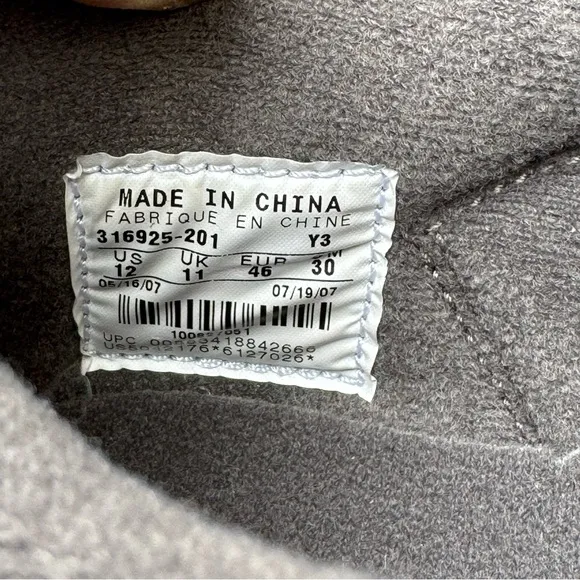 MADE IN CHINA
FABRIQUE EN CHINE
316925-201 Y3
US UK EUR CM
12 11 46 30
05/16/07 07/19/07
UPC